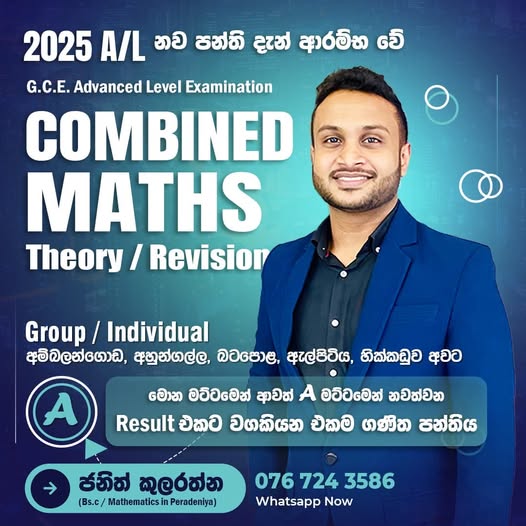 2025 A/L නව පන්ති දැන් ආරම්භ වේ
G.C.E. Advanced Level Examination
COMBINED
MATHS
Theory / Revision
Group / Individual
අම්බලන්ගොඩ, අහුන්ගල්ල, බටපොළ, ඇල්පිටිය, හික්කඩුව අවට
A
මොන මට්ටමෙන් ආවත් A මට්ටමෙන් නවත්වන
Result එකට වගකියන එකම ගණිත පන්තිය
ජනිත් කුලරත්න
(Bs.c / Mathematics in Peradeniya)
076 724 3586
Whatsapp Now